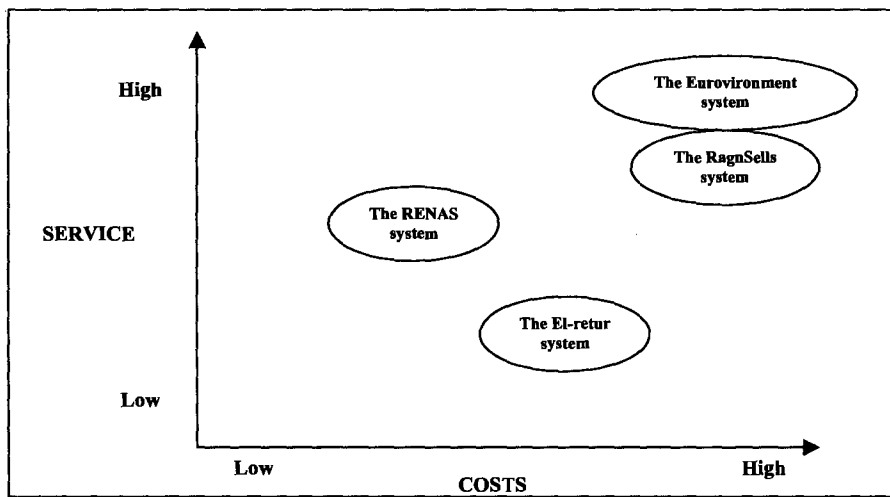 High
The Eurovironment
system
The RagnSells
system
The RENAS
system
SERVICE
The El-retur
system
Low
Low
High
COSTS